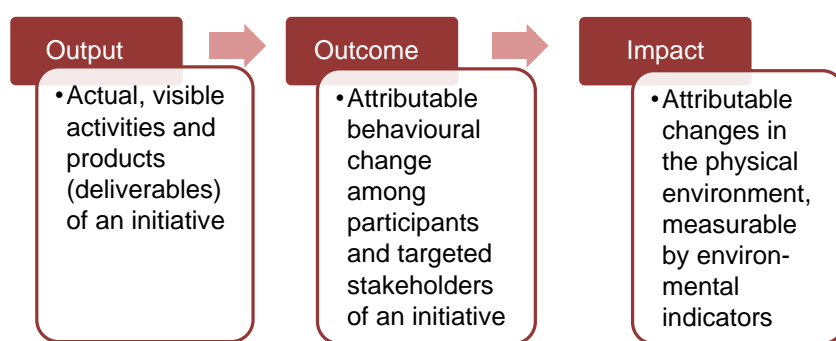 Output
•Actual, visible
activities and
products
(deliverables)
of an initiative
Outcome
•Attributable
behavioural
change
among
participants
and targeted
stakeholders
of an initiative
Impact
•Attributable
changes in
the physical
environment,
measurable
by environ-
mental
indicators